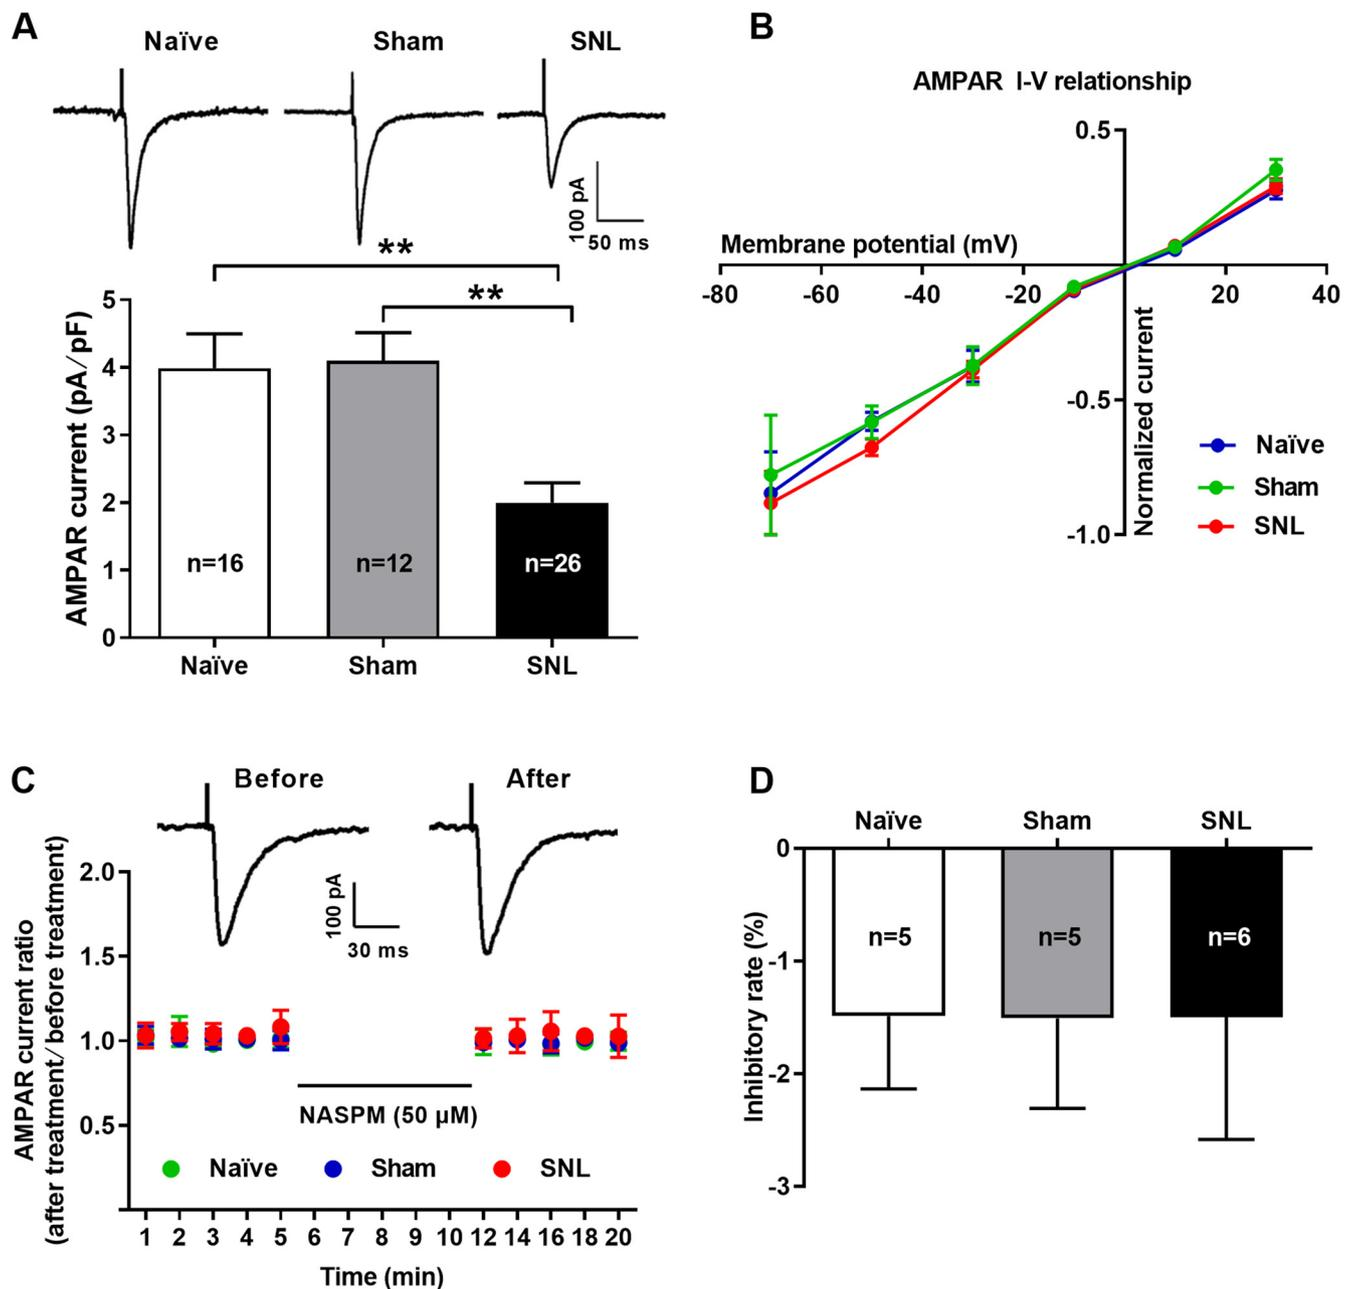 A
Naïve Sham SNL
100 pA
50 ms
**
**
AMPAR current (pA/pF)
5
4
3
2
1
0
n=16 n=12 n=26
Naïve Sham SNL
B
AMPAR I-V relationship
0.5
Membrane potential (mV)
-80 -60 -40 -20 20 40
Normalized current
-0.5
-1.0
Naïve
Sham
SNL
C
Before After
100 pA
30 ms
AMPAR current ratio
(after treatment/ before treatment)
2.0
1.5
1.0
0.5
NASPM (50 µM)
Naïve Sham SNL
1 2 3 4 5 6 7 8 9 10 12 14 16 18 20
Time (min)
D
Naïve Sham SNL
Inhibitory rate (%)
0
-1
-2
-3
n=5 n=5 n=6